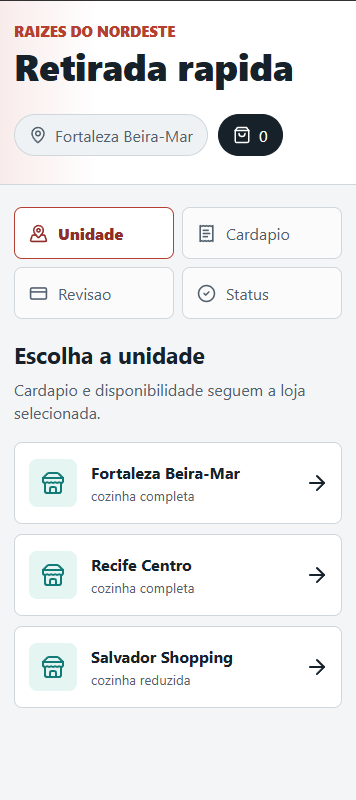 RAIZES DO NORDESTE
Retirada rapida
Fortaleza Beira-Mar
0
Unidade
Cardapio
Revisao
Status
Escolha a unidade
Cardapio e disponibilidade seguem a loja
selecionada.
Fortaleza Beira-Mar
cozinha completa
Recife Centro
cozinha completa
Salvador Shopping
cozinha reduzida